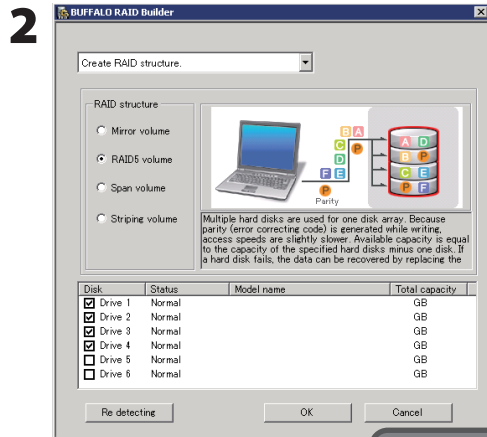 2
BUFFALO RAID Builder
Create RAID structure.
RAID structure
Mirror volume
RAID5 volume
Span volume
Striping volume
B A
C P A D
D B P
F E C E
P P F
Parity
Multiple hard disks are used for one disk array. Because
parity (error correcting code) is generated while writing,
access speeds are slightly slower. Available capacity is equal
to the capacity of the specified hard disks minus one disk. If
a hard disk fails, the data can be recovered by replacing the
Disk Status Model name Total capacity
Drive 1 Normal GB
Drive 2 Normal GB
Drive 3 Normal GB
Drive 4 Normal GB
Drive 5 Normal GB
Drive 6 Normal GB
Re detecting OK Cancel